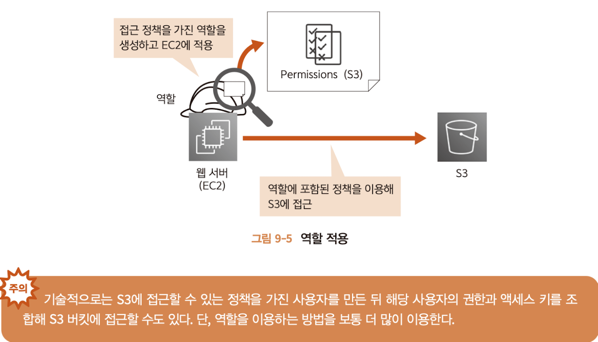 접근 정책을 가진 역할을
생성하고 EC2에 적용
Permissions (S3)
역할
웹 서버
(EC2)
S3
역할에 포함된 정책을 이용해
S3에 접근
그림 9-5 역할 적용
주의
기술적으로는 S3에 접근할 수 있는 정책을 가진 사용자를 만든 뒤 해당 사용자의 권한과 액세스 키를 조
합해 S3 버킷에 접근할 수도 있다. 단, 역할을 이용하는 방법을 보통 더 많이 이용한다.